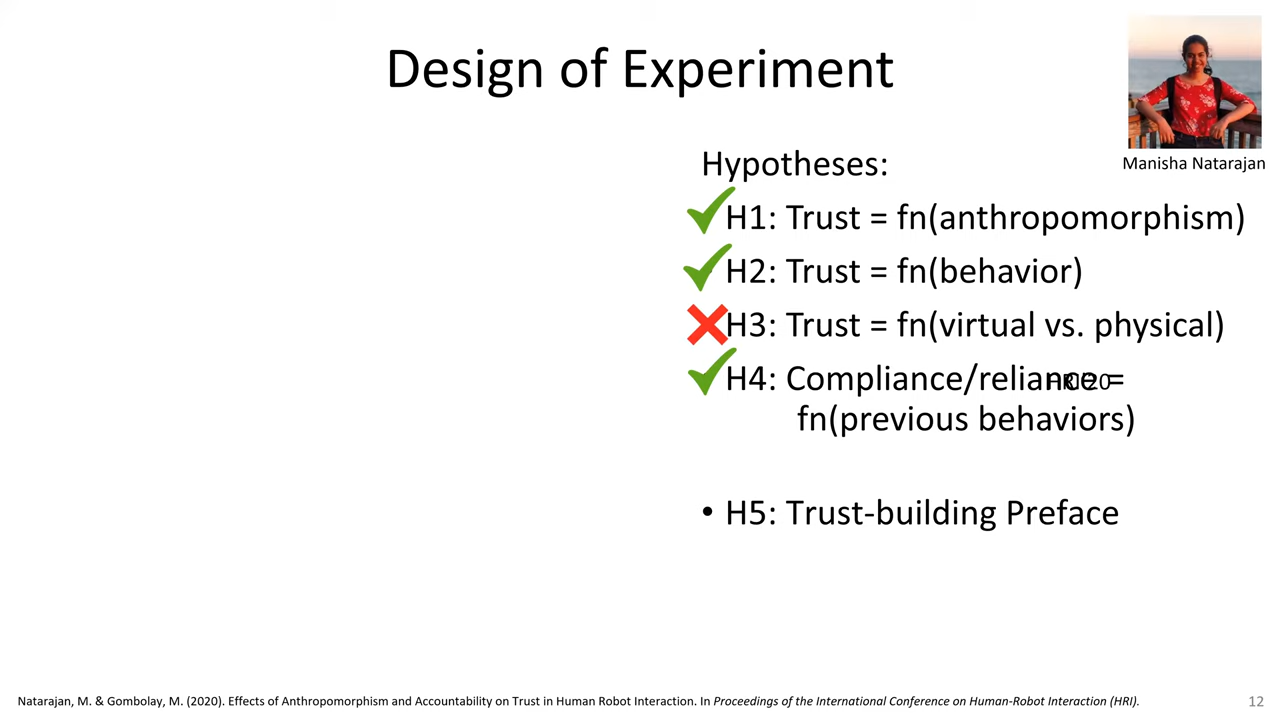 Design of Experiment
Manisha Natarajan
Hypotheses:
H1: Trust = fn(anthropomorphism)
H2: Trust = fn(behavior)
H3: Trust = fn(virtual vs. physical)
H4: Compliance/reliance =
fn(previous behaviors)
• H5: Trust-building Preface
Natarajan, M. & Gombolay, M. (2020). Effects of Anthropomorphism and Accountability on Trust in Human Robot Interaction. In Proceedings of the International Conference on Human-Robot Interaction (HRI).
12